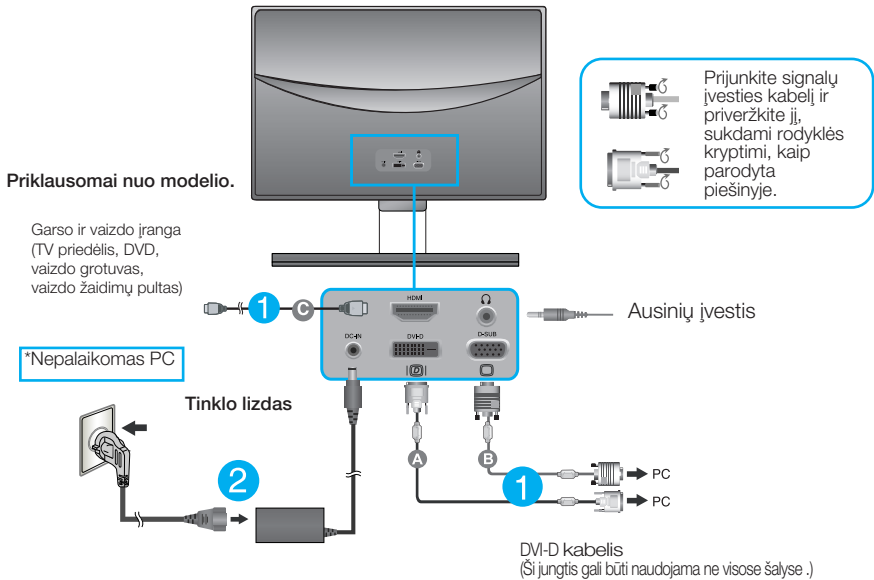 Prijunkite signalų
įvesties kabelį ir
priveržkite jį,
sukdami rodyklės
kryptimi, kaip
parodyta
piešinyje.
Priklausomai nuo modelio.
Garso ir vaizdo įranga
(TV priedėlis, DVD,
vaizdo grotuvas,
vaizdo žaidimų pultas)
1
C
HDMI
Ausinių įvestis
DC-IN
DVI-D
D-SUB
D
*Nepalaikomas PC
Tinklo lizdas
A
B
2
1
PC
PC
DVI-D kabelis
(Ši jungtis gali būti naudojama ne visose šalyse .)